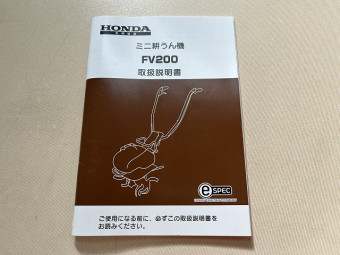 HONDA
ミニ耕うん機
FV200
取扱説明書
e SPEC
ご使用になる前に、必ずこの取扱説明書を
お読みください。